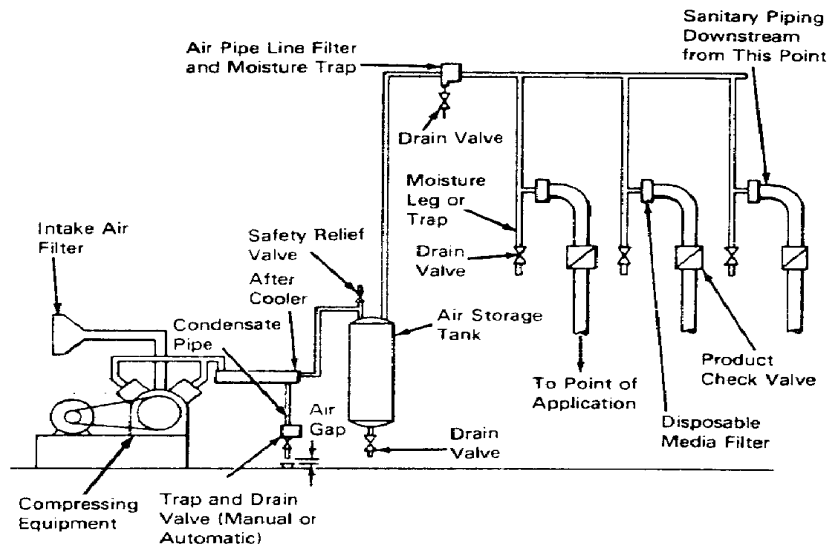 Sanitary Piping
Downstream
from This Point
Air Pipe Line Filter
and Moisture Trap
Drain Valve
Moisture
Leg or
Trap
Intake Air
Filter
Safety Relief
Valve
Drain
Valve
After
Cooler
Condensate
Pipe
Air Storage
Tank
Product
Check Valve
To Point of
Application
Air
Gap
Disposable
Media Filter
Drain
Valve
Compressing
Equipment
Trap and Drain
Valve (Manual or
Automatic)